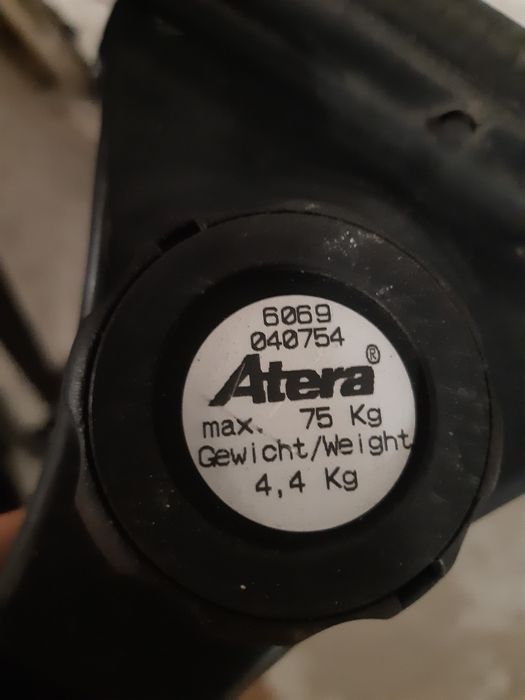 6069
040754
Atera®
max. 75 Kg
Gewicht/Weight
4,4 Kg